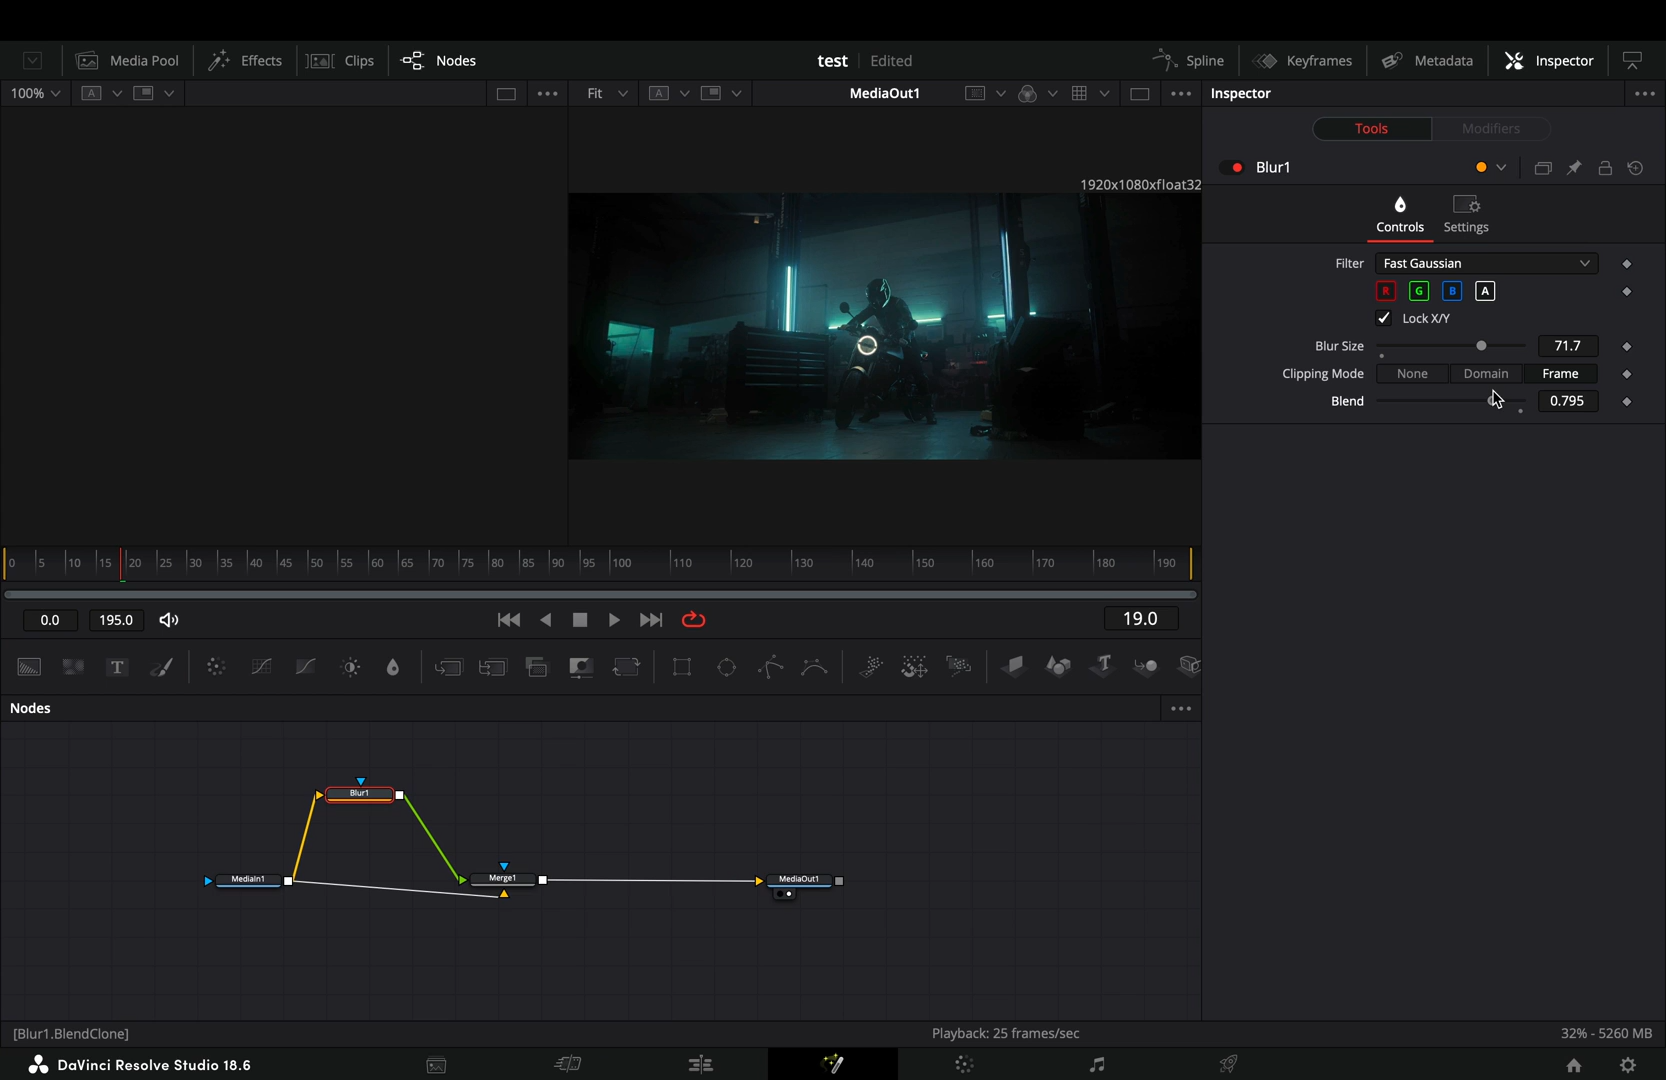 Media Pool Effects Clips Nodes test Edited Spline Keyframes Metadata Inspector
100% A Fit A MediaOut1 Inspector
Tools Modifiers
Blur1
1920x1080xfloat32
Controls Settings
Filter Fast Gaussian
R G B A
Lock X/Y
Blur Size 71.7
Clipping Mode None Domain Frame
Blend 0.795
0 5 10 15 20 25 30 35 40 45 50 55 60 65 70 75 80 85 90 95 100 110 120 130 140 150 160 170 180 190
0.0 195.0 19.0
T T
Nodes
Blur1
MediaIn1 Merge1 MediaOut1
[Blur1.BlendClone] Playback: 25 frames/sec 32% - 5260 MB
DaVinci Resolve Studio 18.6